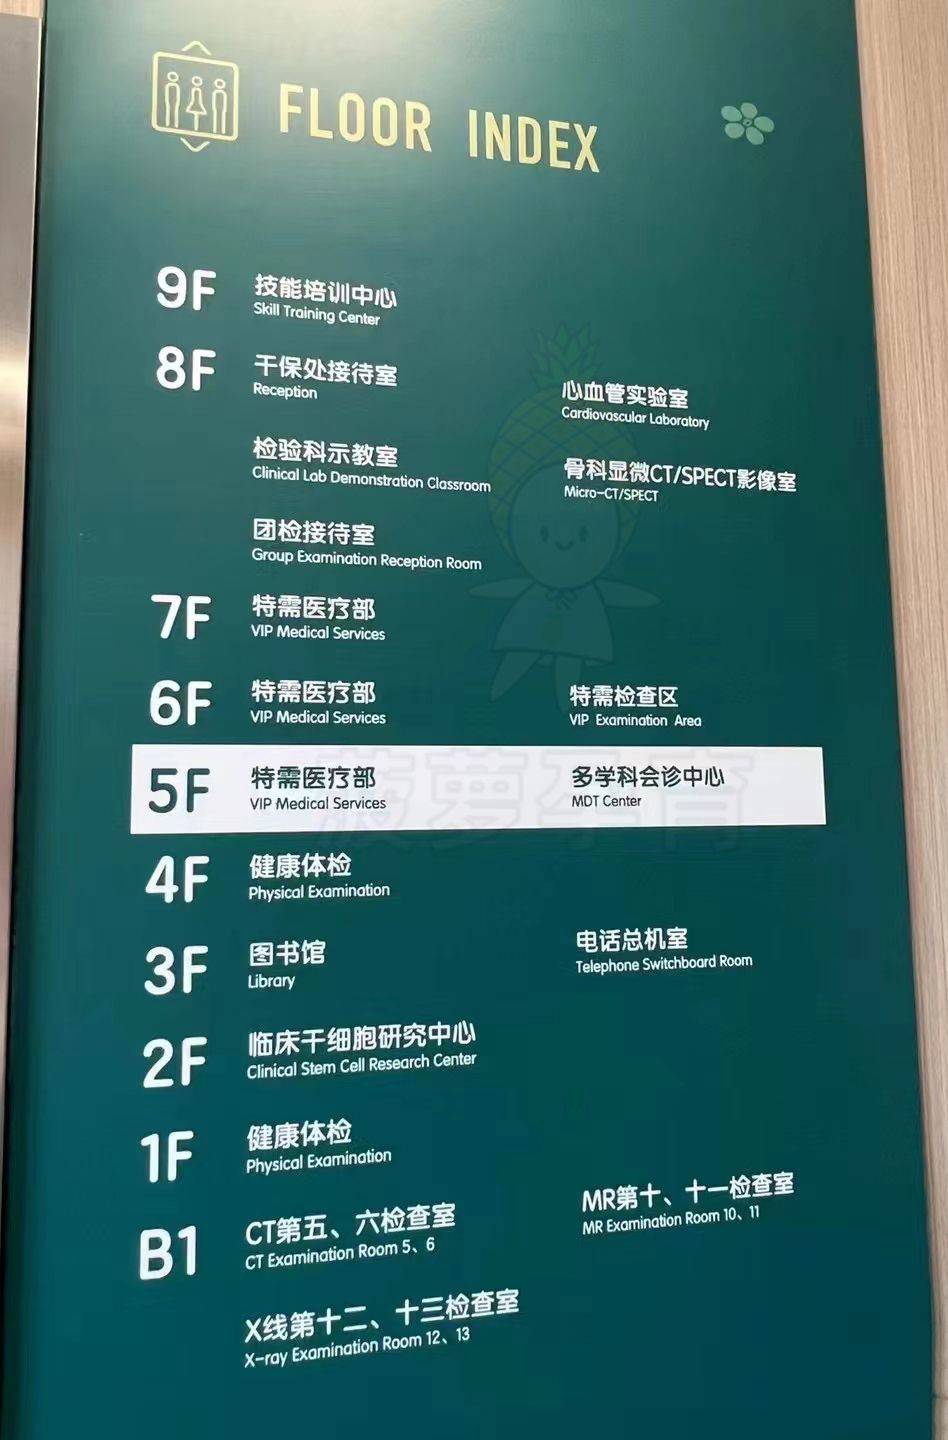 FLOOR INDEX
9F
技能培训中心
Skill Training Center
8F
干保处接待室
Reception
心血管实验室
Cardiovascular Laboratory
检验科示教室
Clinical Lab Demonstration Classroom
骨科显微CT/SPECT影像室
Micro-CT/SPECT
团检接待室
Group Examination Reception Room
7F
特需医疗部
VIP Medical Services
6F
特需医疗部
VIP Medical Services
特需检查区
VIP Examination Area
5F
特需医疗部
VIP Medical Services
多学科会诊中心
MDT Center
菠萝孕育
4F
健康体检
Physical Examination
3F
图书馆
Library
电话总机室
Telephone Switchboard Room
2F
临床干细胞研究中心
Clinical Stem Cell Research Center
1F
健康体检
Physical Examination
B1
CT第五、六检查室
CT Examination Room 5、6
MR第十、十一检查室
MR Examination Room 10、11
X线第十二、十三检查室
X-ray Examination Room 12、13